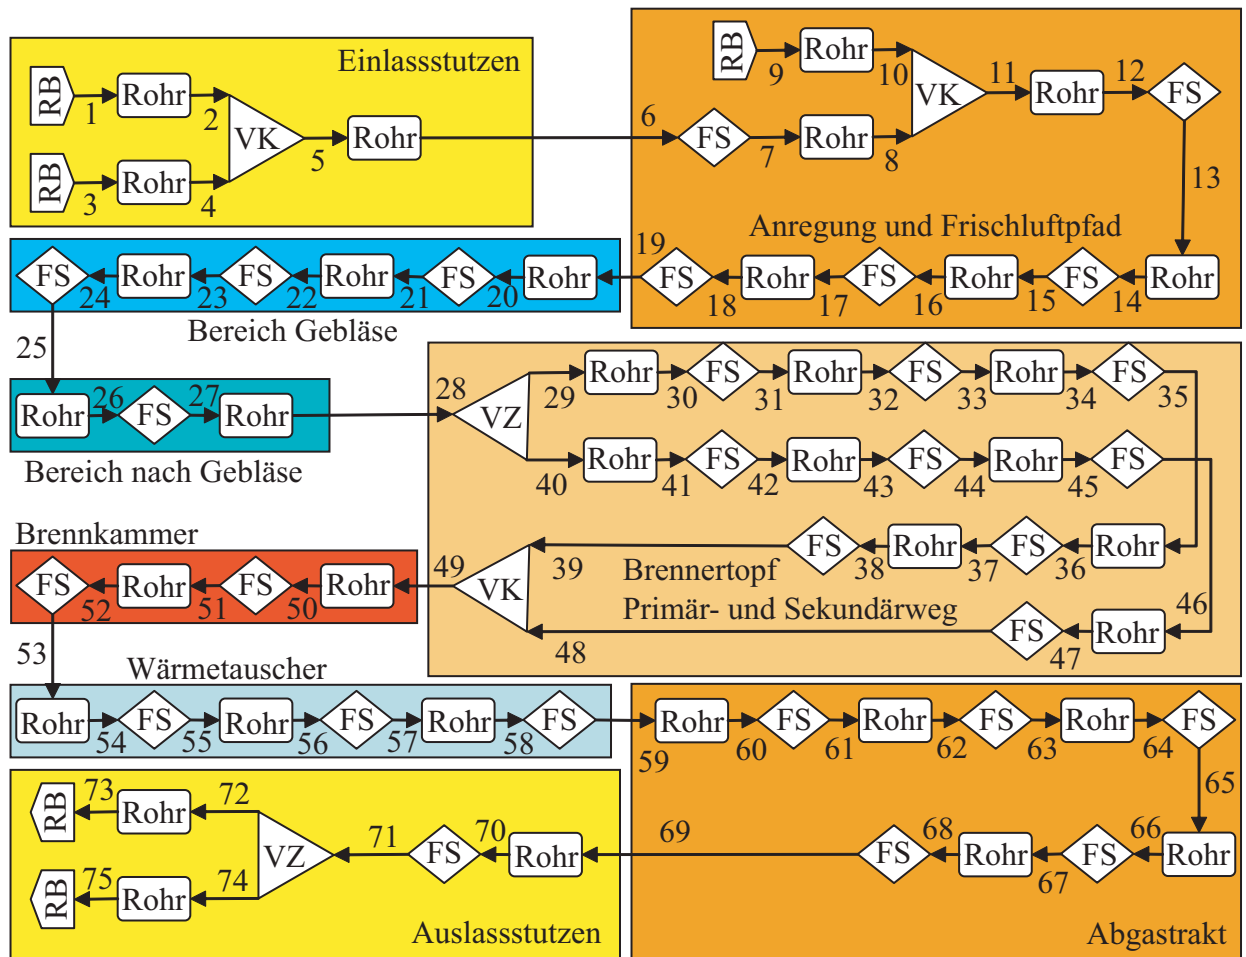 Einlassstutzen
RB 1 Rohr 2
VK 5 Rohr
RB 3 Rohr 4
6 FS 7 Rohr 8
RB 9 Rohr 10
VK 11 Rohr 12 FS
13
Anregung und Frischluftpfad
19 FS 18 Rohr 17 FS 16 Rohr 15 FS 14 Rohr
FS 24 Rohr 23 FS 22 Rohr 21 FS 20 Rohr
Bereich Gebläse
25
Rohr 26 FS 27 Rohr
Bereich nach Gebläse
28 VZ
29 Rohr 30 FS 31 Rohr 32 FS 33 Rohr 34 FS 35
40 Rohr 41 FS 42 Rohr 43 FS 44 Rohr 45 FS
39 FS 38 Rohr 37 FS 36 Rohr
Brennertopf
Primär- und Sekundärweg
46
48 FS 47 Rohr
Brennkammer
FS 52 Rohr 51 FS 50 Rohr 49 VK
53
Wärmetauscher
Rohr 54 FS 55 Rohr 56 FS 57 Rohr 58 FS
59 Rohr 60 FS 61 Rohr 62 FS 63 Rohr 64 FS
65
69 FS 68 Rohr 67 FS 66 Rohr
Abgastrakt
RB 73 Rohr 72
VZ 71 FS 70 Rohr
RB 75 Rohr 74
Auslassstutzen